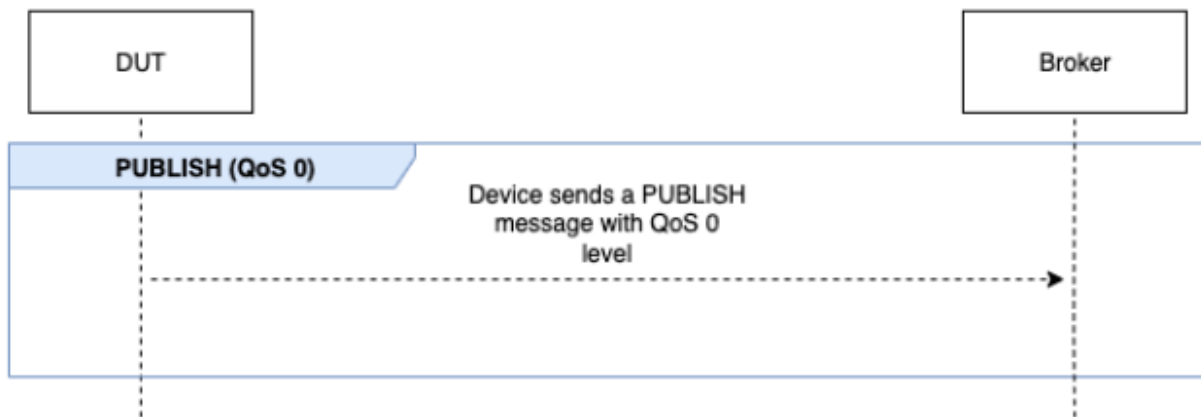 DUT
Broker
PUBLISH (QoS 0)
Device sends a PUBLISH
message with QoS 0
level